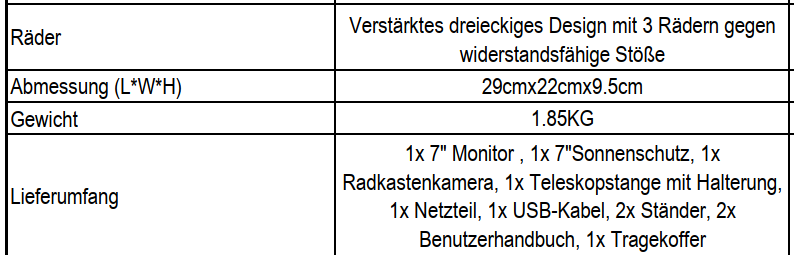 Räder
Verstärktes dreieckiges Design mit 3 Rädern gegen
widerstandsfähige Stöße
Abmessung (L*W*H)
29cmx22cmx9.5cm
Gewicht
1.85KG
Lieferumfang
1x 7" Monitor , 1x 7"Sonnenschutz, 1x
Radkastenkamera, 1x Teleskopstange mit Halterung,
1x Netzteil, 1x USB-Kabel, 2x Ständer, 2x
Benutzerhandbuch, 1x Tragekoffer